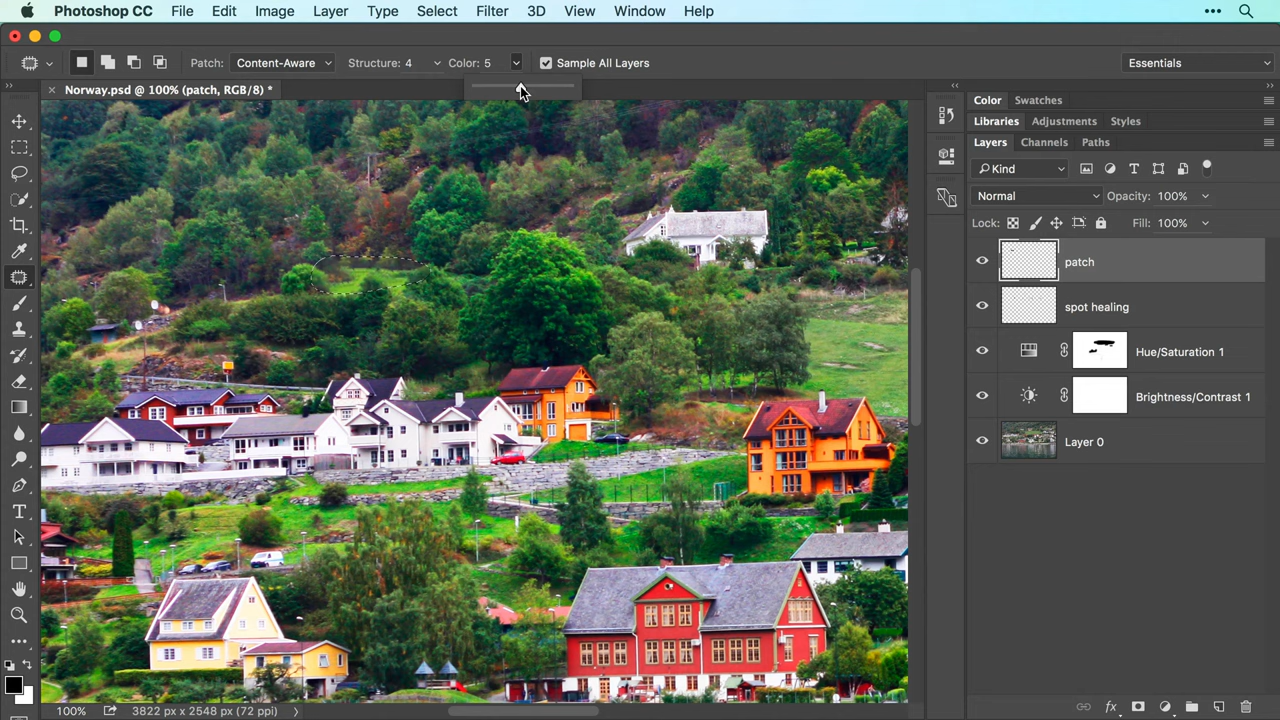 Photoshop CC File Edit Image Layer Type Select Filter 3D View Window Help
Patch: Content-Aware Structure: 4 Color: 5 Sample All Layers Essentials
Norway.psd @ 100% (patch, RGB/8) *
Color Swatches
Libraries Adjustments Styles
Layers Channels Paths
Kind
Normal Opacity: 100%
Lock: Fill: 100%
patch
spot healing
Hue/Saturation 1
Brightness/Contrast 1
Layer 0
100% 3822 px x 2548 px (72 ppi)